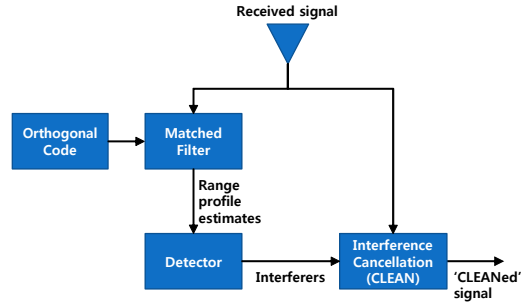 Received signal
Orthogonal
Code
Matched
Filter
Range
profile
estimates
Detector
Interferers
Interference
Cancellation
(CLEAN)
‘CLEANed’
signal